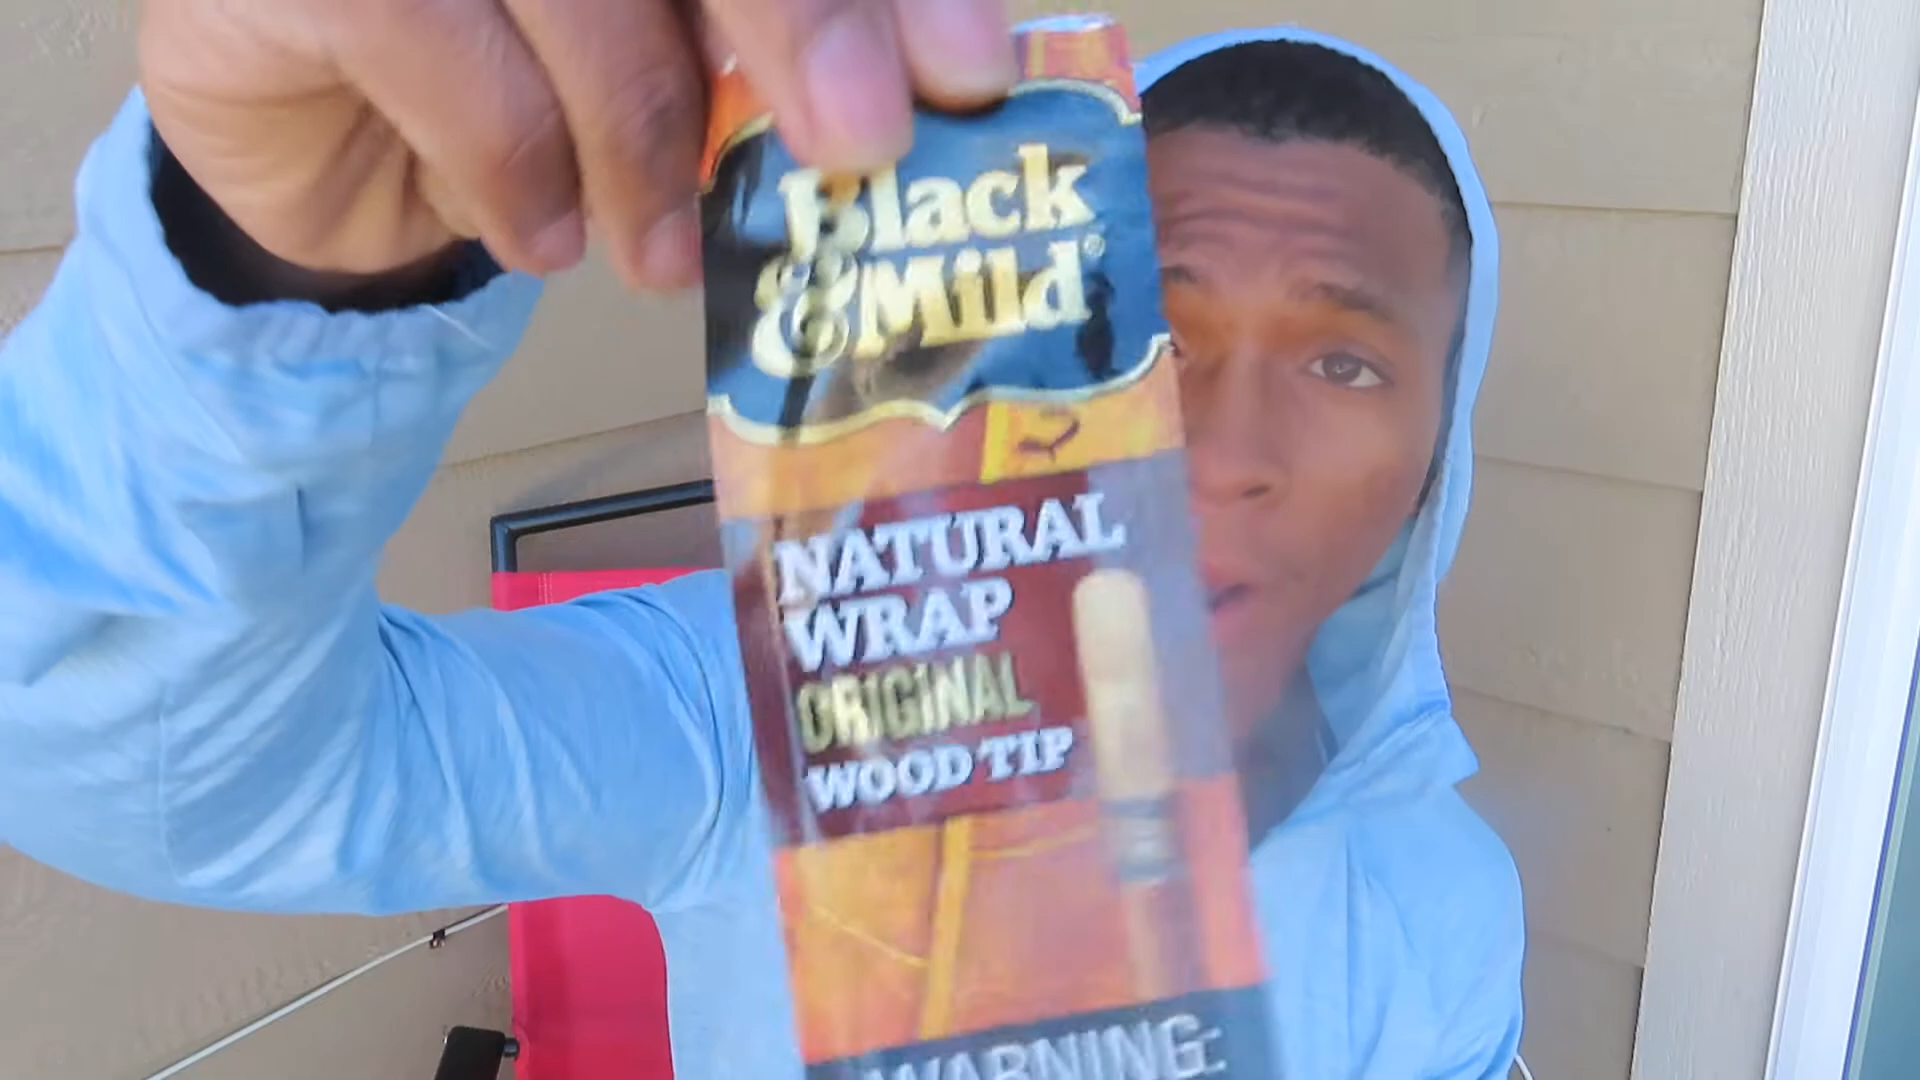 Black
& Mild®
NATURAL
WRAP
ORIGINAL
WOOD TIP
WARNING: